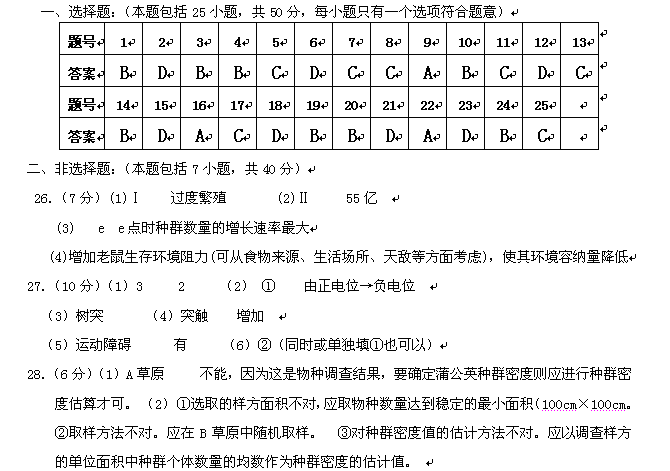 一、选择题：（本题包括 25 小题，共 50 分，每小题只有一个选项符合题意）
题号 1 2 3 4 5 6 7 8 9 10 11 12 13
答案 B D B B C D C C A B C D C
题号 14 15 16 17 18 19 20 21 22 23 24 25
答案 B D A C D B B D A D B C
二、非选择题：（本题包括 7 小题，共 40 分）
26.（7 分）(1)Ⅰ 过度繁殖 (2)Ⅱ 55 亿
(3) e e点时种群数量的增长速率最大
(4)增加老鼠生存环境阻力(可从食物来源、生活场所、天敌等方面考虑)，使其环境容纳量降低
27.（10 分）（1）3 2 （2） ① 由正电位→负电位
（3）树突 （4）突触 增加
（5）运动障碍 有 （6）②（同时或单独填①也可以）
28.（6 分）（1）A 草原 不能，因为这是物种调查结果，要确定蒲公英种群密度则应进行种群密
度估算才可。 （2）①选取的样方面积不对，应取物种数量达到稳定的最小面积(100cm×100cm。
②取样方法不对。应在 B 草原中随机取样。 ③对种群密度值的估计方法不对。应以调查样方
的单位面积中种群个体数量的均数作为种群密度的估计值。